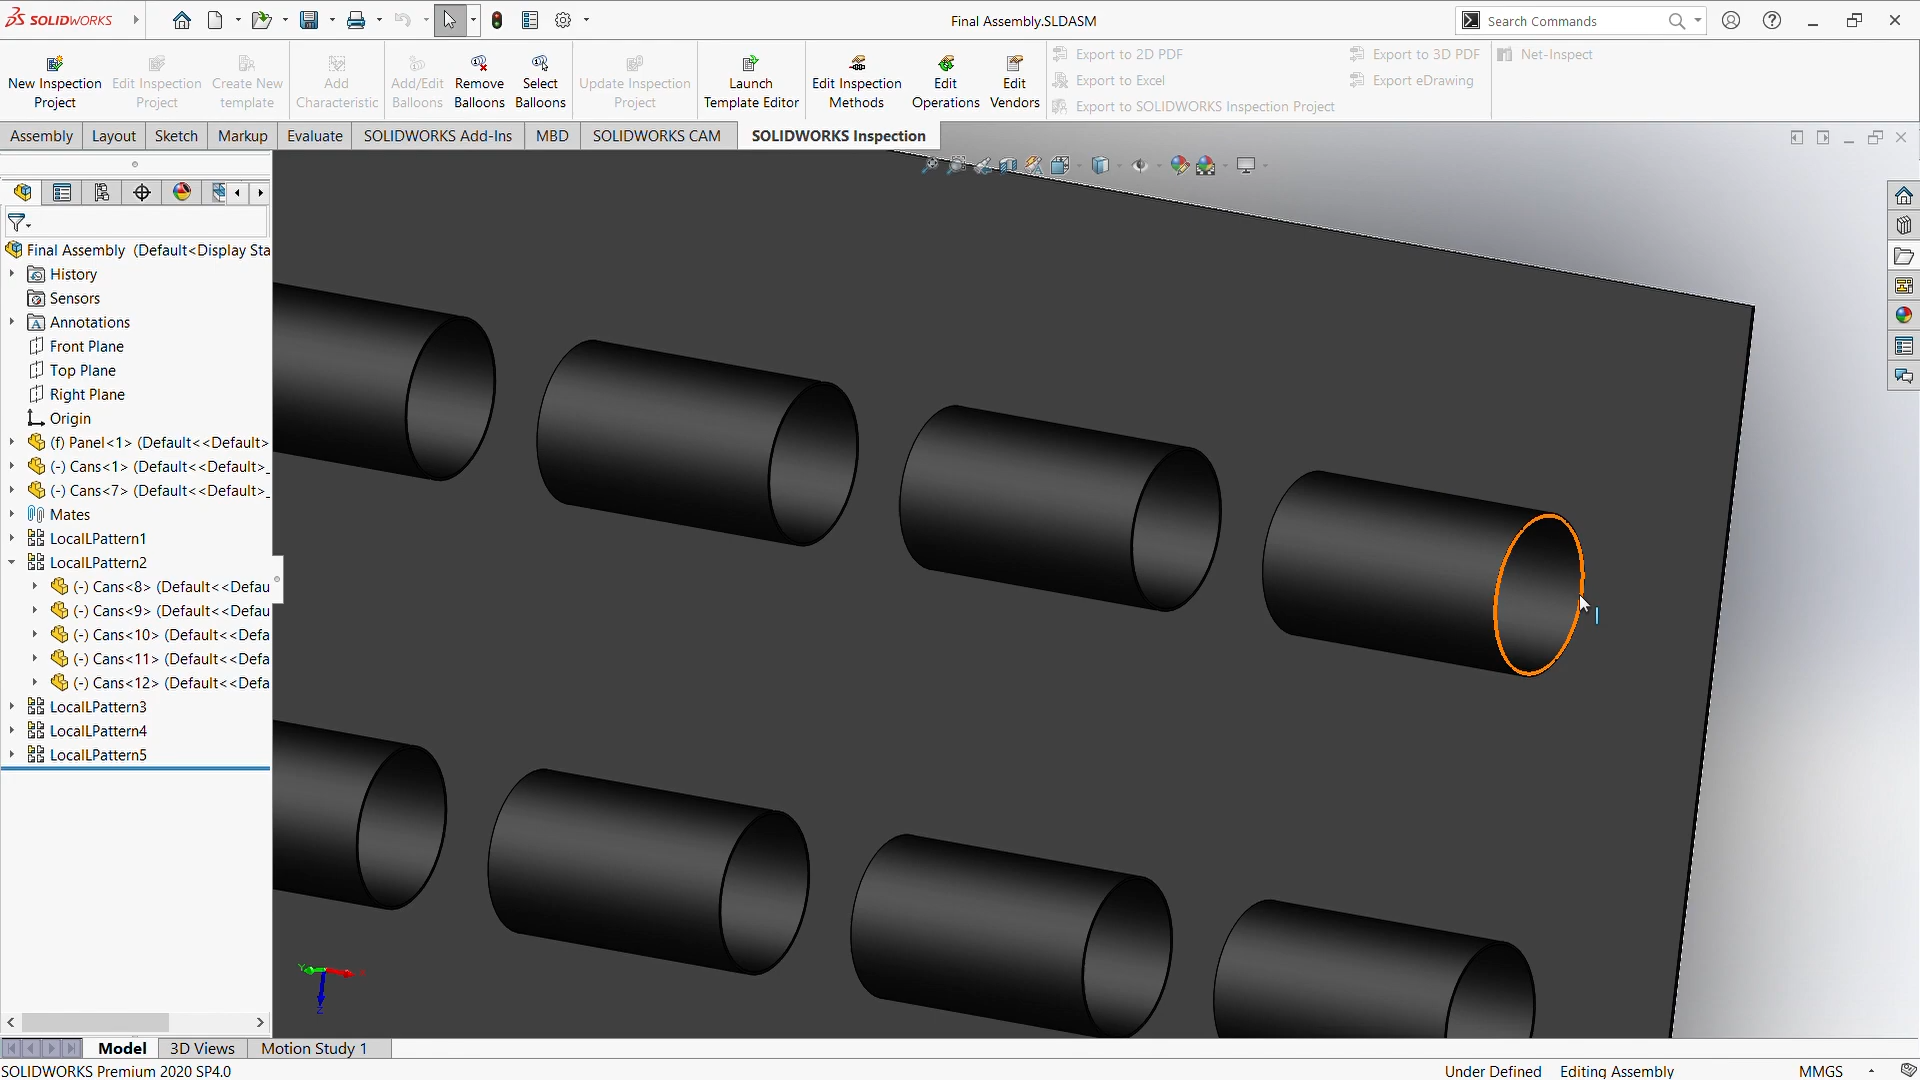 SOLIDWORKS
Final Assembly.SLDASM
Search Commands
New Inspection
Project
Edit Inspection
Project
Create New
template
Add
Characteristic
Add/Edit
Balloons
Remove
Balloons
Select
Balloons
Update Inspection
Project
Launch
Template Editor
Edit Inspection
Methods
Edit
Operations
Edit
Vendors
Export to 2D PDF
Export to Excel
Export to SOLIDWORKS Inspection Project
Export to 3D PDF
Export eDrawing
Net-Inspect
Assembly
Layout
Sketch
Markup
Evaluate
SOLIDWORKS Add-Ins
MBD
SOLIDWORKS CAM
SOLIDWORKS Inspection
Final Assembly (Default<Display Sta
History
Sensors
Annotations
Front Plane
Top Plane
Right Plane
Origin
(f) Panel<1> (Default<<Default>
(-) Cans<1> (Default<<Default>_
(-) Cans<7> (Default<<Default>_
Mates
LocalLPattern1
LocalLPattern2
(-) Cans<8> (Default<<Defau
(-) Cans<9> (Default<<Defau
(-) Cans<10> (Default<<Defa
(-) Cans<11> (Default<<Defa
(-) Cans<12> (Default<<Defa
LocalLPattern3
LocalLPattern4
LocalLPattern5
Y
Z
Model
3D Views
Motion Study 1
SOLIDWORKS Premium 2020 SP4.0
Under Defined
Editing Assembly
MMGS